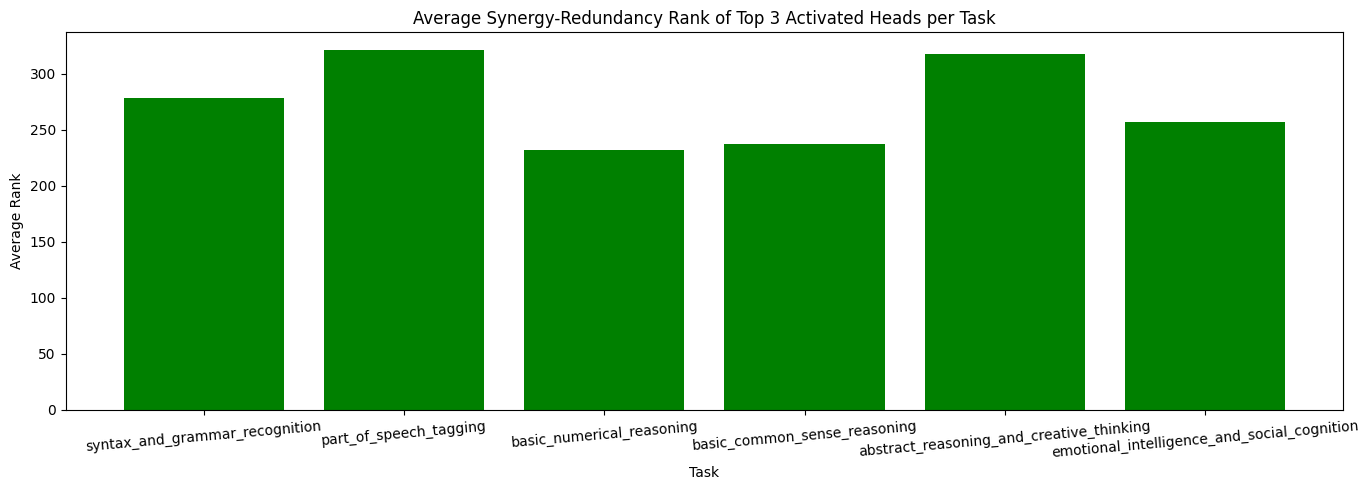 Average Synergy-Redundancy Rank of Top 3 Activated Heads per Task
Average Rank
300
250
200
150
100
50
0
syntax_and_grammar_recognition
part_of_speech_tagging
basic_numerical_reasoning
basic_common_sense_reasoning
abstract_reasoning_and_creative_thinking
emotional_intelligence_and_social_cognition
Task